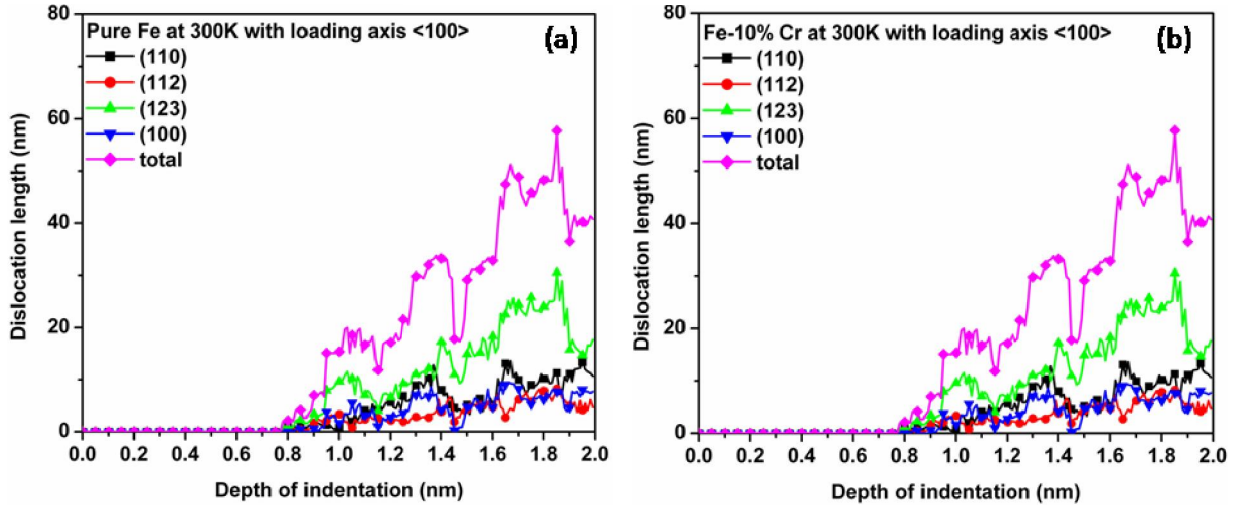 Pure Fe at 300K with loading axis <100>
(a)
(110)
(112)
(123)
(100)
total
Dislocation length (nm)
80
60
40
20
0
0.0 0.2 0.4 0.6 0.8 1.0 1.2 1.4 1.6 1.8 2.0
Depth of indentation (nm)
Fe-10% Cr at 300K with loading axis <100>
(b)
(110)
(112)
(123)
(100)
total
Dislocation length (nm)
80
60
40
20
0
0.0 0.2 0.4 0.6 0.8 1.0 1.2 1.4 1.6 1.8 2.0
Depth of indentation (nm)